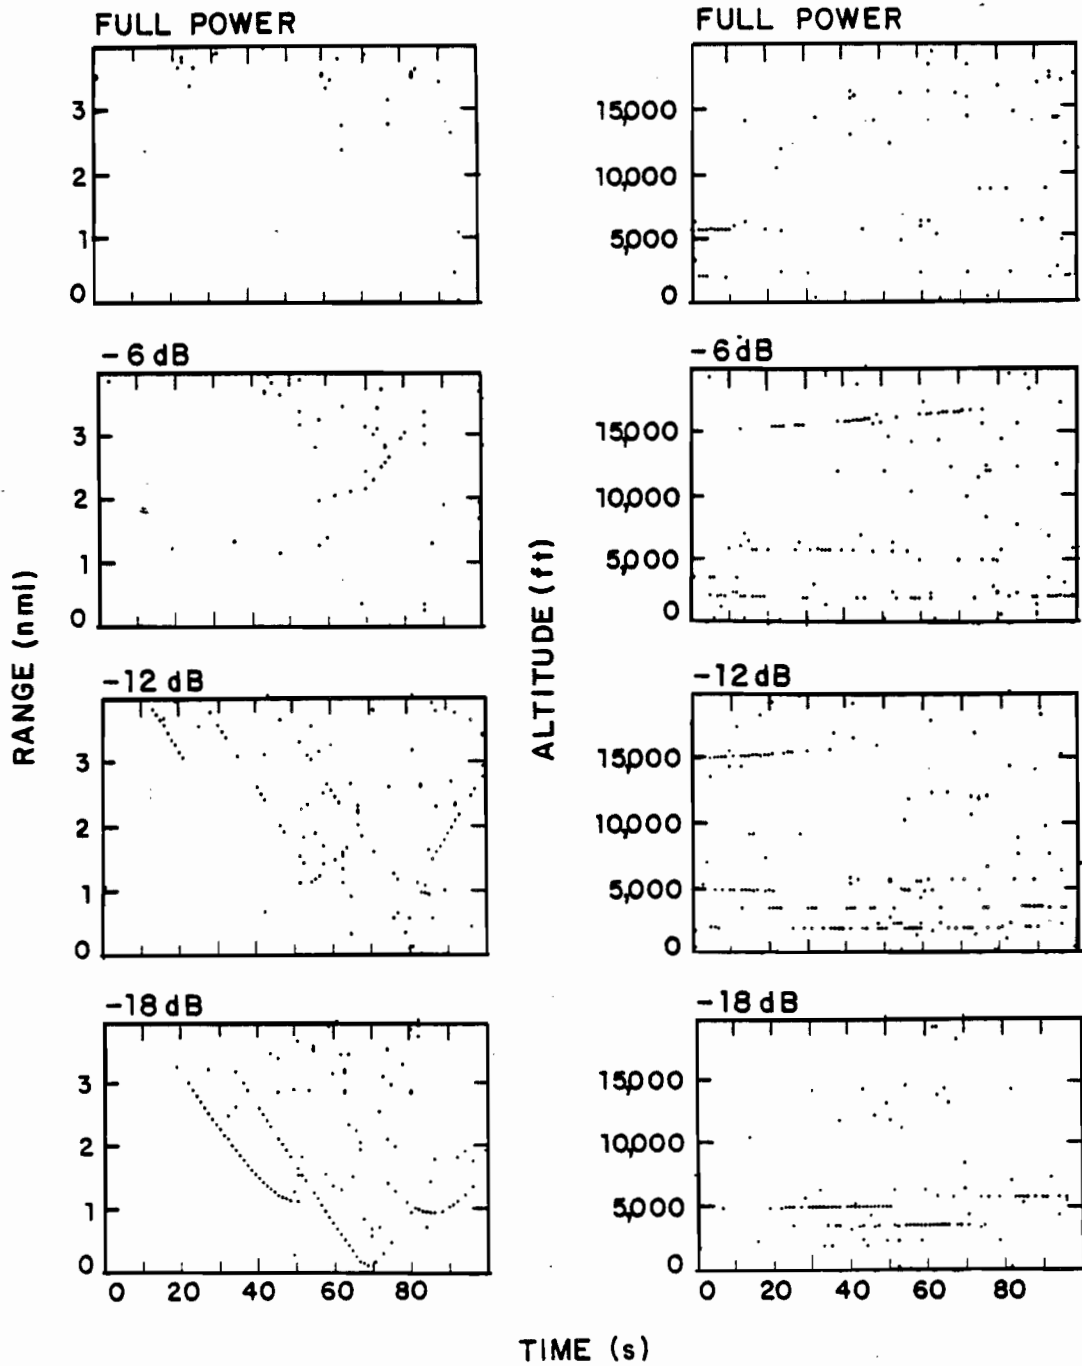 FULL POWER
3
2
1
0
FULL POWER
15,000
10,000
5,000
0
-6 dB
3
2
1
0
-6 dB
15,000
10,000
5,000
0
RANGE (nmi)
ALTITUDE (ft)
-12 dB
3
2
1
0
-12 dB
15,000
10,000
5,000
0
-18 dB
3
2
1
0
0 20 40 60 80
-18 dB
15,000
10,000
5,000
0
0 20 40 60 80
TIME (s)